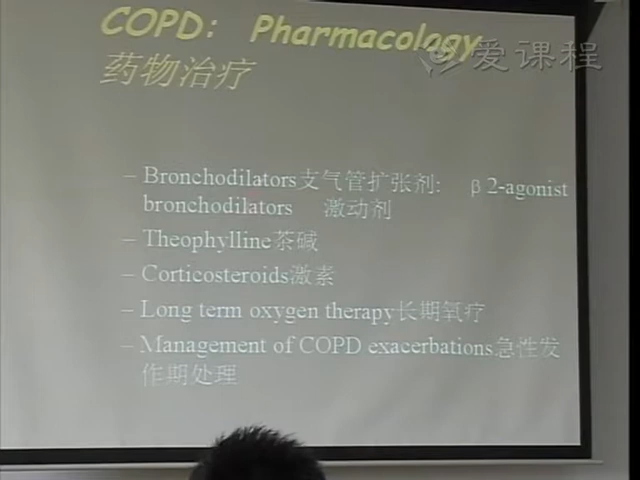 COPD: Pharmacology
爱课程
药物治疗
– Bronchodilators支气管扩张剂: β2-agonist
bronchodilators 激动剂
– Theophylline茶碱
– Corticosteroids激素
– Long term oxygen therapy长期氧疗
– Management of COPD exacerbations急性发
作期处理